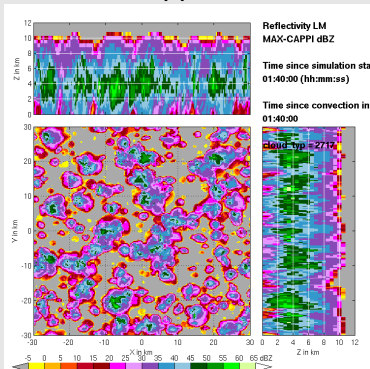 Reflectivity LM
MAX-CAPPI dBZ
Time since simulation sta
01:40:00 (hh:mm:ss)
Time since convection in
01:40:00
cloud_typ = 2717
Z in km
12
10
8
6
4
2
0
Y in km
30
20
10
0
-10
-20
-30
-30 -20 -10 0 10 20 30
X in km
0 2 4 6 8 10 12
Z in km
-5 0 5 10 15 20 25 30 35 40 45 50 55 60 65 dBZ